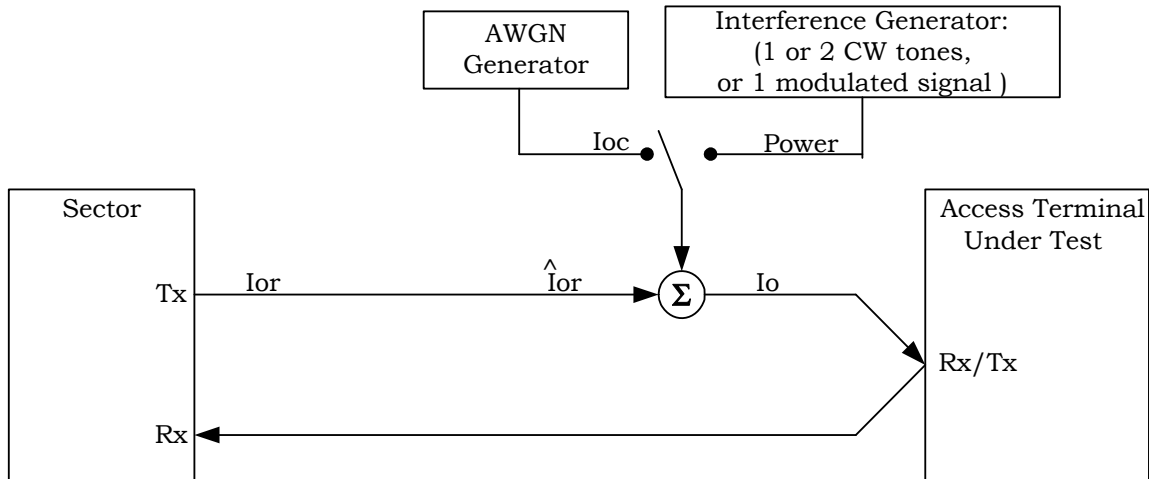 AWGN
Generator
Interference Generator:
(1 or 2 CW tones,
or 1 modulated signal )
Ioc
Power
Sector
Access Terminal
Under Test
Tx
Ior
Îor
Σ
Io
Rx/Tx
Rx